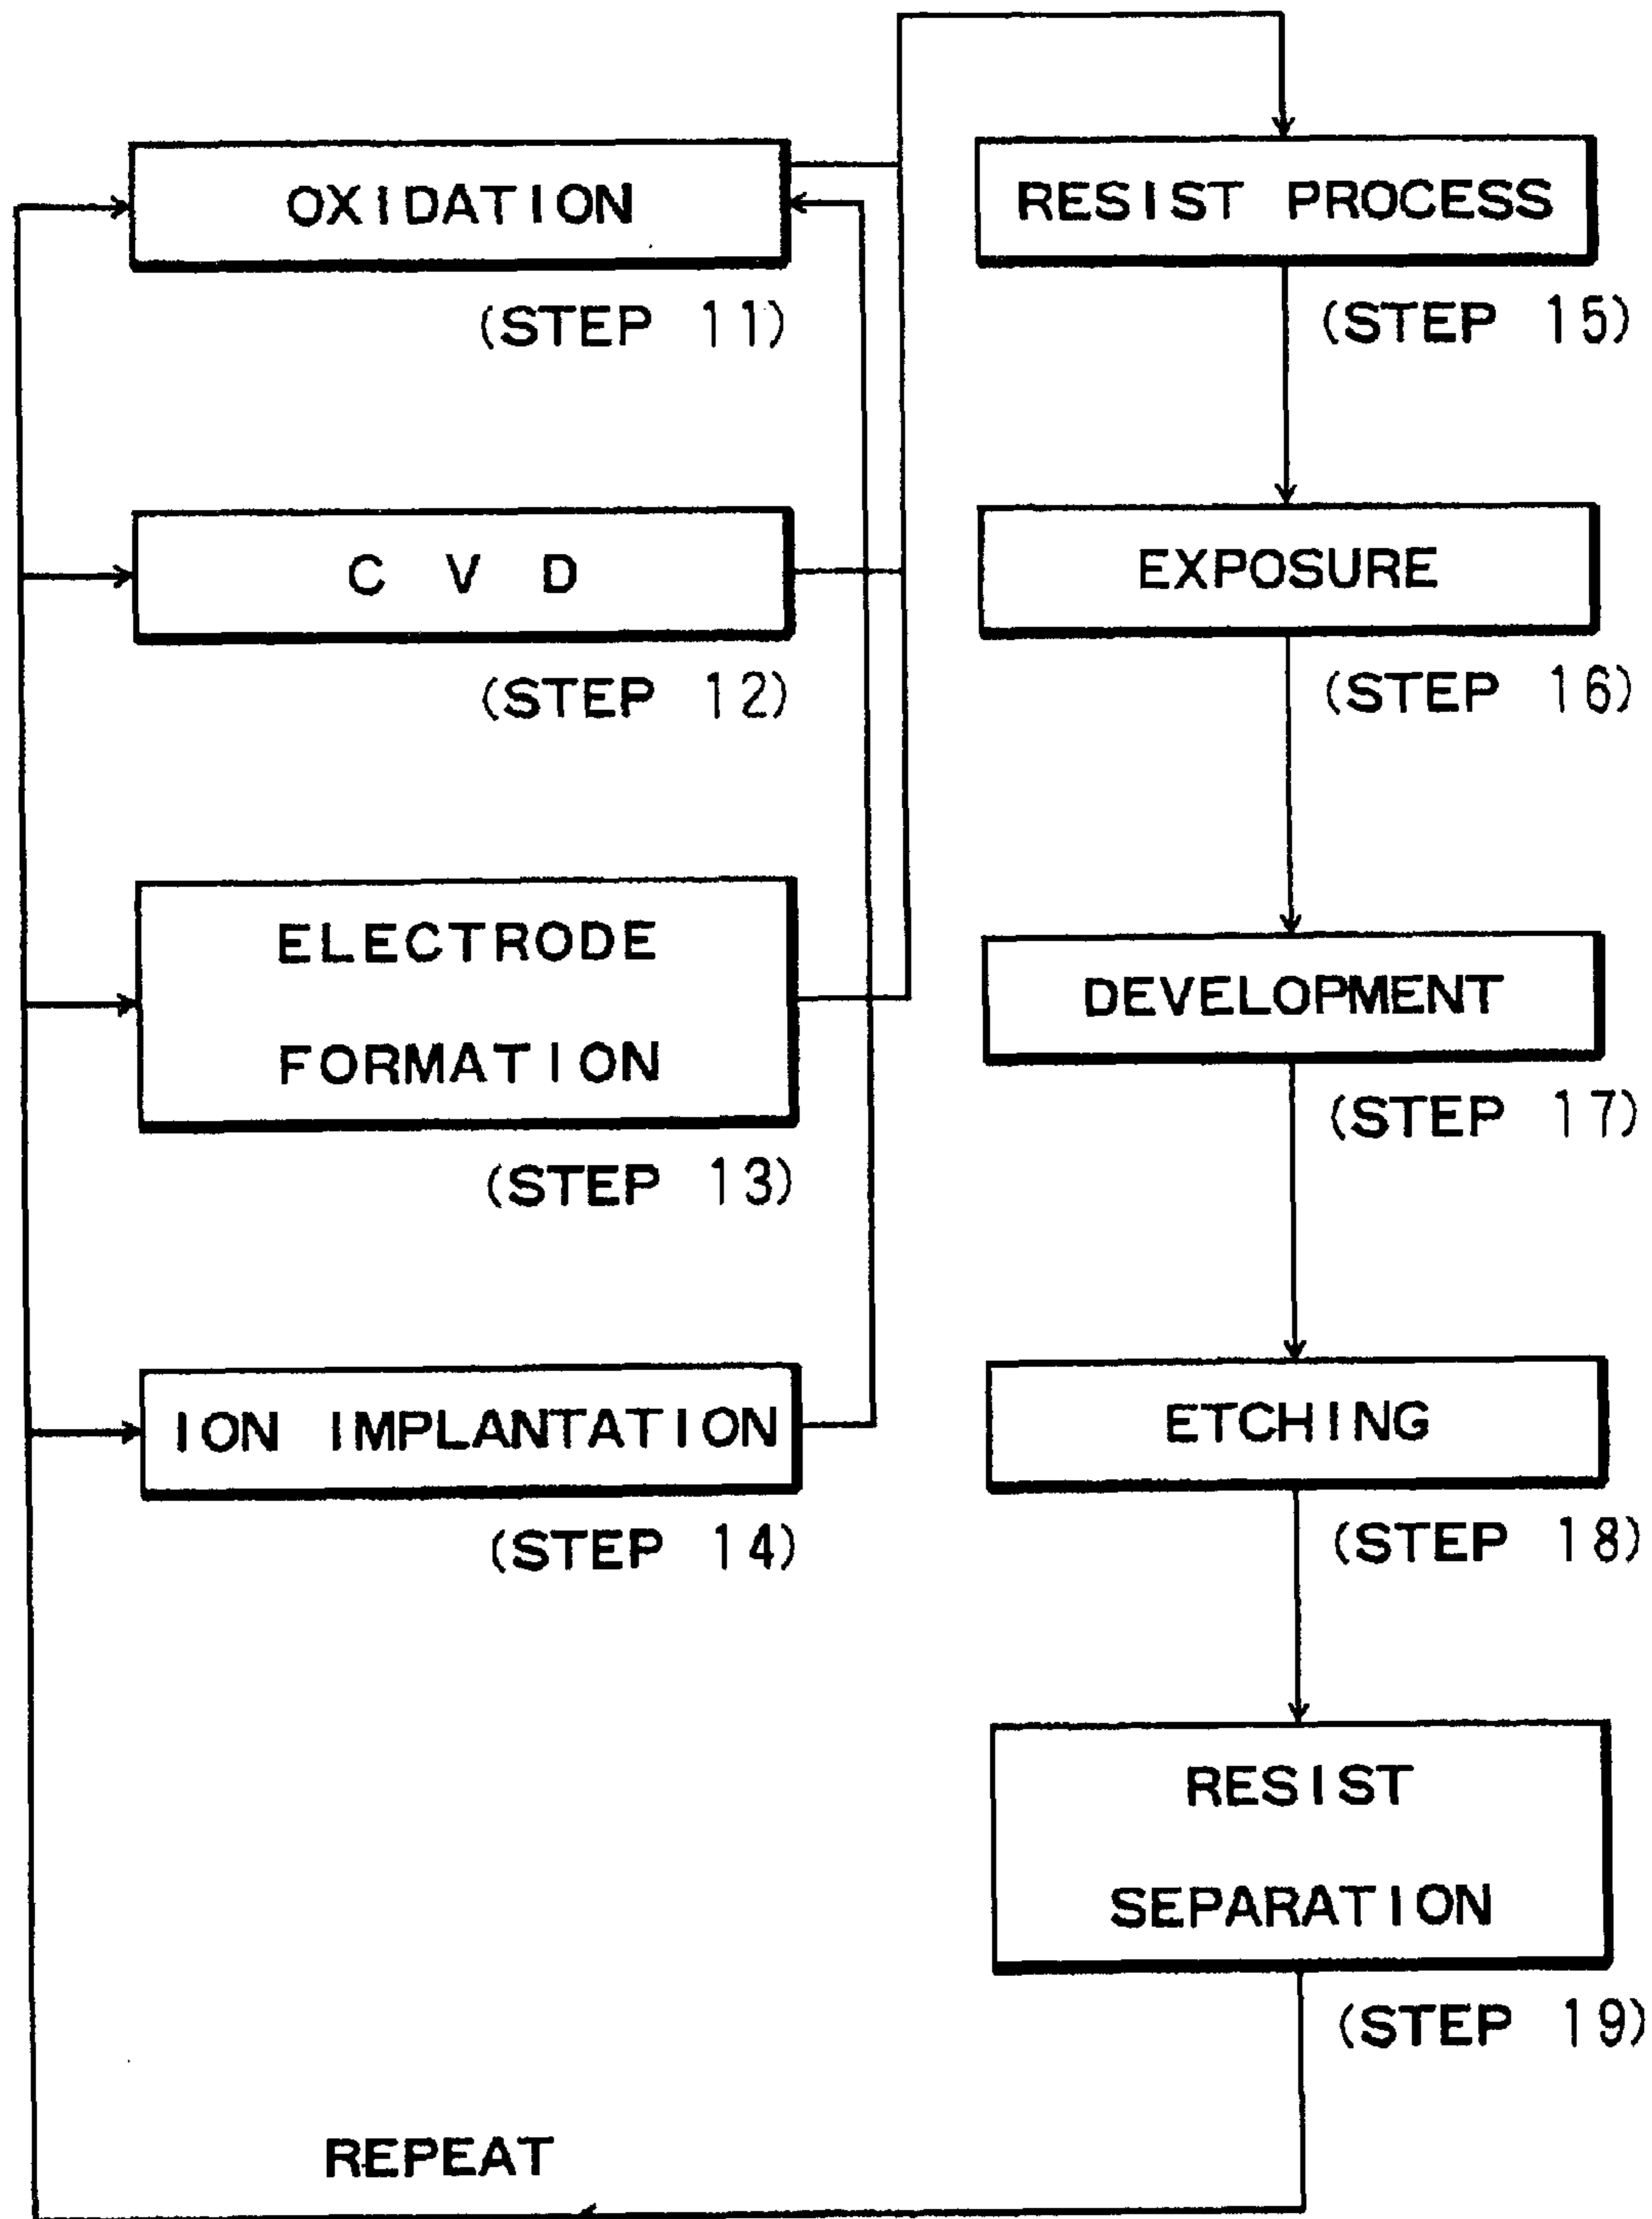 OXIDATION
(STEP 11)
C V D
(STEP 12)
ELECTRODE
FORMATION
(STEP 13)
ION IMPLANTATION
(STEP 14)
RESIST PROCESS
(STEP 15)
EXPOSURE
(STEP 16)
DEVELOPMENT
(STEP 17)
ETCHING
(STEP 18)
RESIST
SEPARATION
(STEP 19)
REPEAT